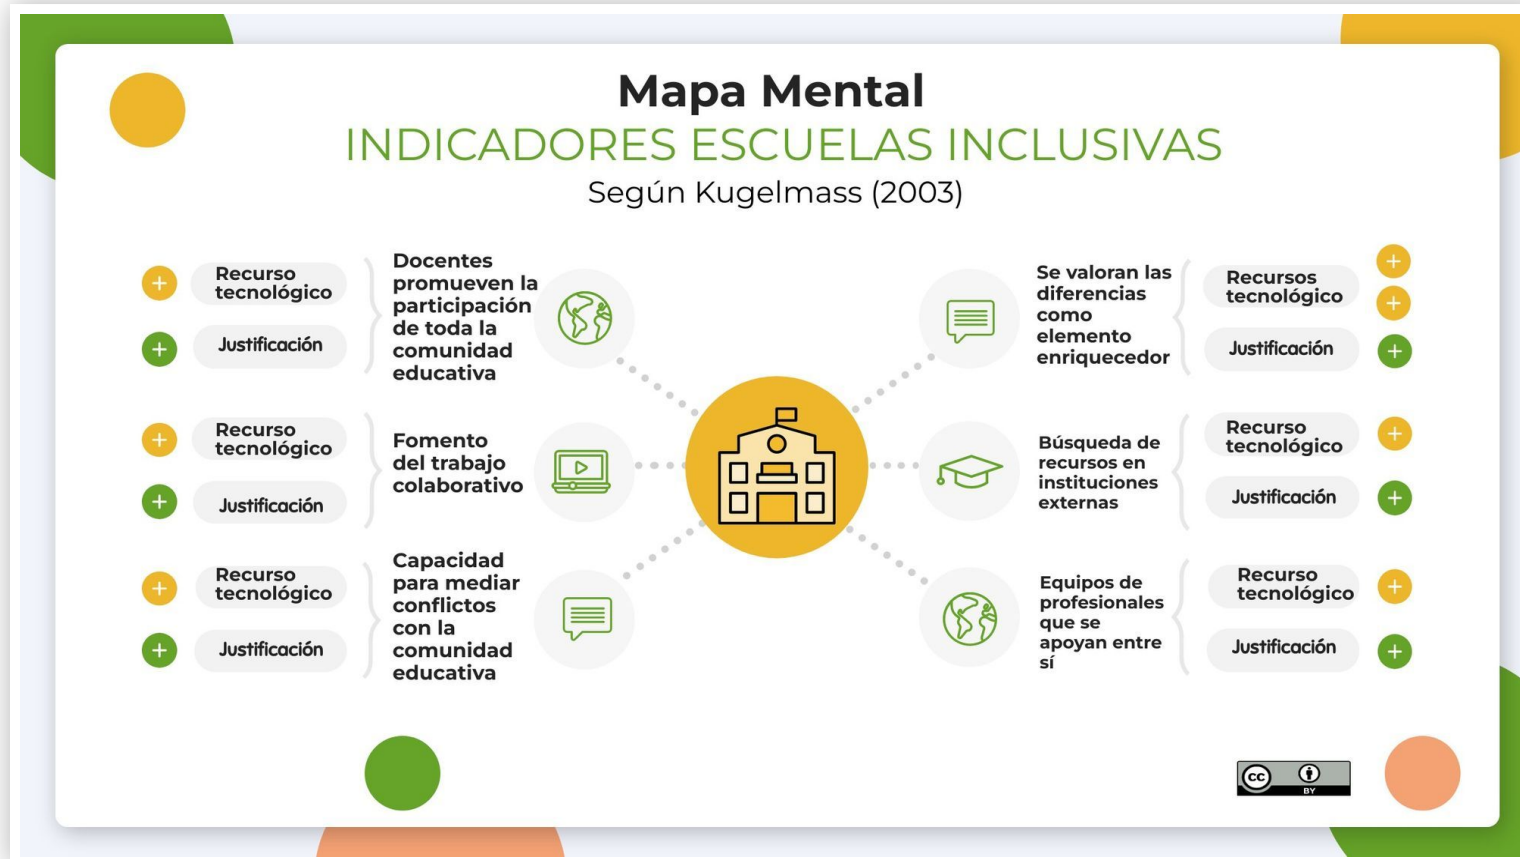 Mapa Mental
INDICADORES ESCUELAS INCLUSIVAS
Según Kugelmass (2003)
Recurso
tecnológico
Justificación
Docentes
promueven la
participación
de toda la
comunidad
educativa
Recurso
tecnológico
Justificación
Fomento
del trabajo
colaborativo
Recurso
tecnológico
Justificación
Capacidad
para mediar
conflictos
con la
comunidad
educativa
Se valoran las
diferencias
como
elemento
enriquecedor
Recursos
tecnológico
Justificación
Búsqueda de
recursos en
instituciones
externas
Recurso
tecnológico
Justificación
Equipos de
profesionales
que se
apoyan entre
sí
Recurso
tecnológico
Justificación
cc
BY